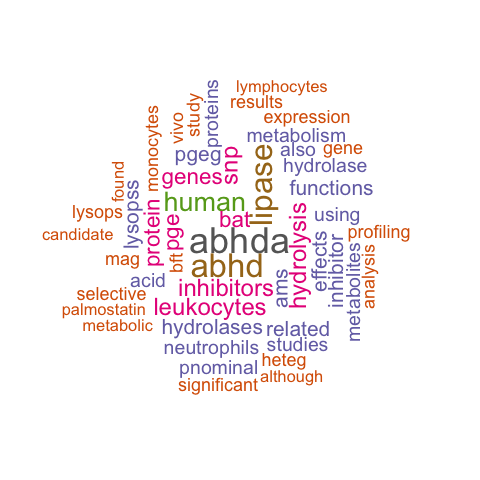 lymphocytes
results
expression
proteins
study
vivo
monocytes
metabolism
also
gene
pgeg
snp
lipase
hydrolase
genes
functions
found
lysopss
human
lysops
protein
pge
bat
using
candidate
abhda
hydrolysis
effects
inhibitor
metabolites
profiling
analysis
mag
bft
abhd
acid
inhibitors
ams
selective
leukocytes
palmostatin
metabolic
hydrolases
related
neutrophils
studies
heteg
pnominal
although
significant